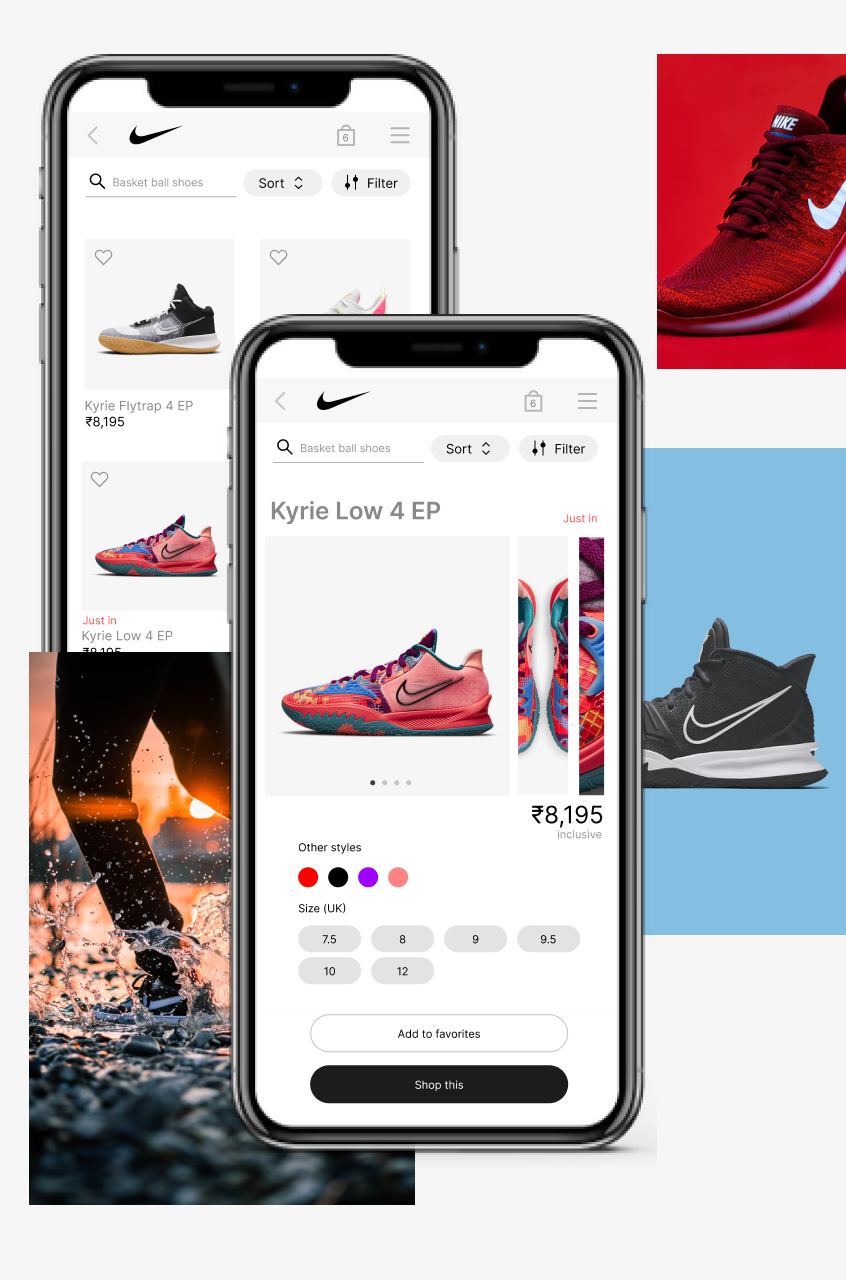 6
Basket ball shoes
Sort
Filter
Kyrie Flytrap 4 EP
₹8,195
Just in
Kyrie Low 4 EP
₹8,195
NIKE
6
Basket ball shoes
Sort
Filter
Kyrie Low 4 EP
Just in
₹8,195
inclusive
Other styles
Size (UK)
7.5
8
9
9.5
10
12
Add to favorites
Shop this